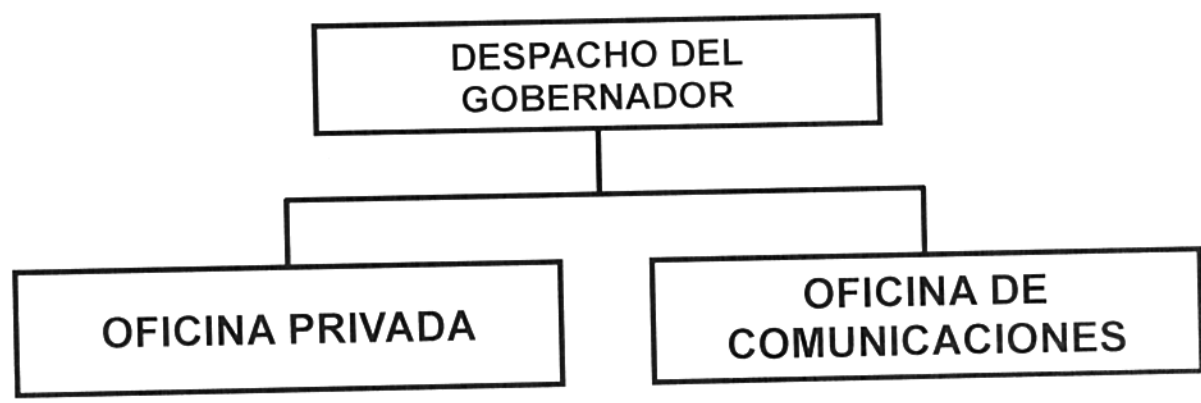 DESPACHO DEL
GOBERNADOR
OFICINA PRIVADA
OFICINA DE
COMUNICACIONES